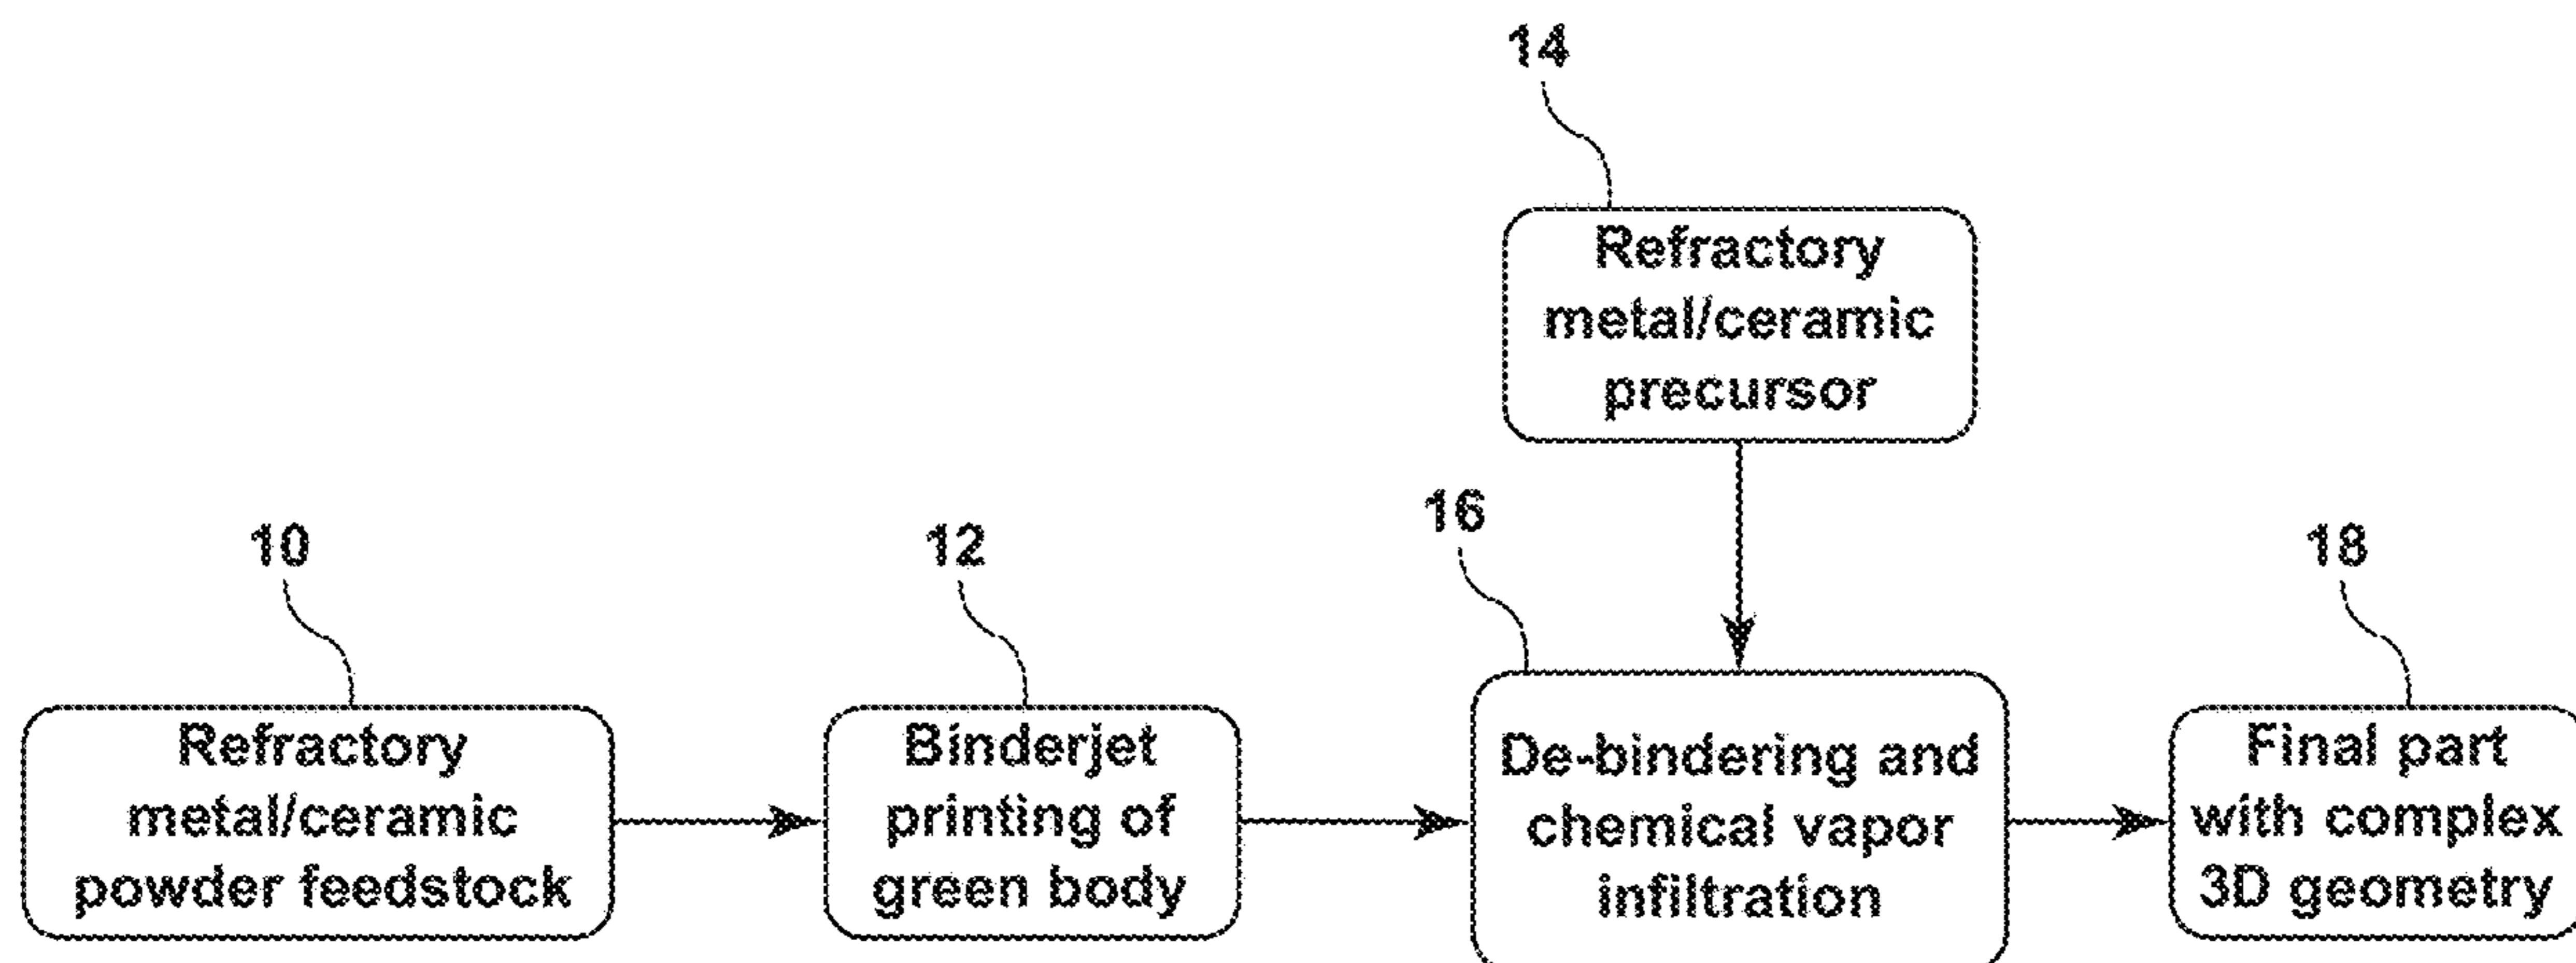 14
Refractory
metal/ceramic
precursor
10
Refractory
metal/ceramic
powder feedstock
12
Binderjet
printing of
green body
16
De-bindering and
chemical vapor
infiltration
18
Final part
with complex
3D geometry